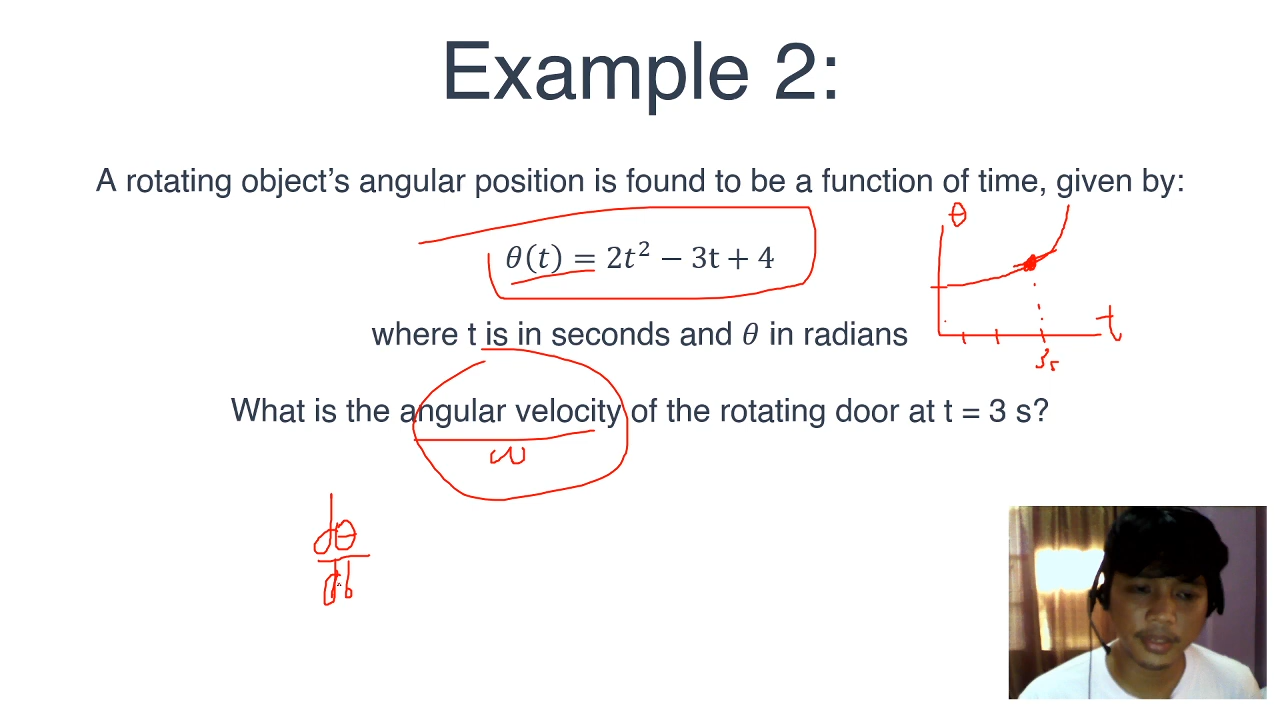 Example 2:
A rotating object's angular position is found to be a function of time, given by:
θ(t) = 2t² − 3t + 4
θ
where t is in seconds and θ in radians
t
3s
What is the angular velocity of the rotating door at t = 3 s?
ω
dθ